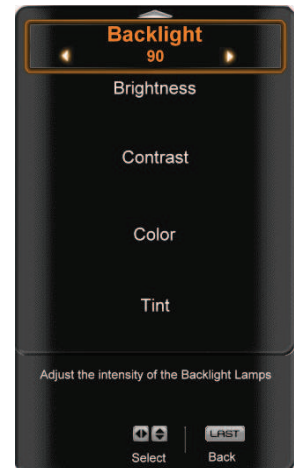 Backlight
90
Brightness
Contrast
Color
Tint
Adjust the intensity of the Backlight Lamps
LAST
Select Back